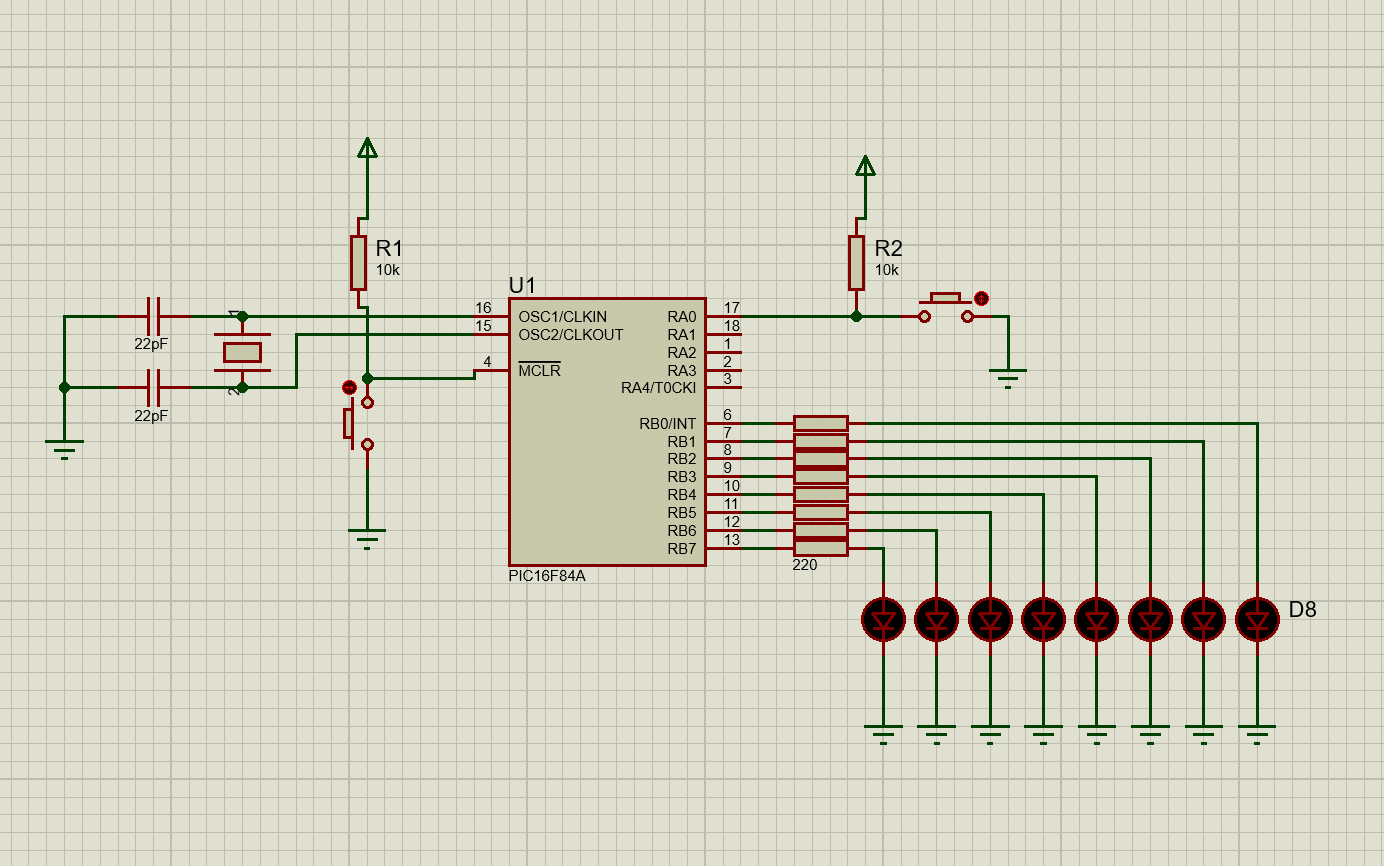 R1
10k
R2
10k
U1
1
22pF
2
22pF
16
OSC1/CLKIN
15
OSC2/CLKOUT
4
MCLR
RA0
17
RA1
18
RA2
1
RA3
2
RA4/T0CKI
3
RB0/INT
6
RB1
7
RB2
8
RB3
9
RB4
10
RB5
11
RB6
12
RB7
13
PIC16F84A
220
D8